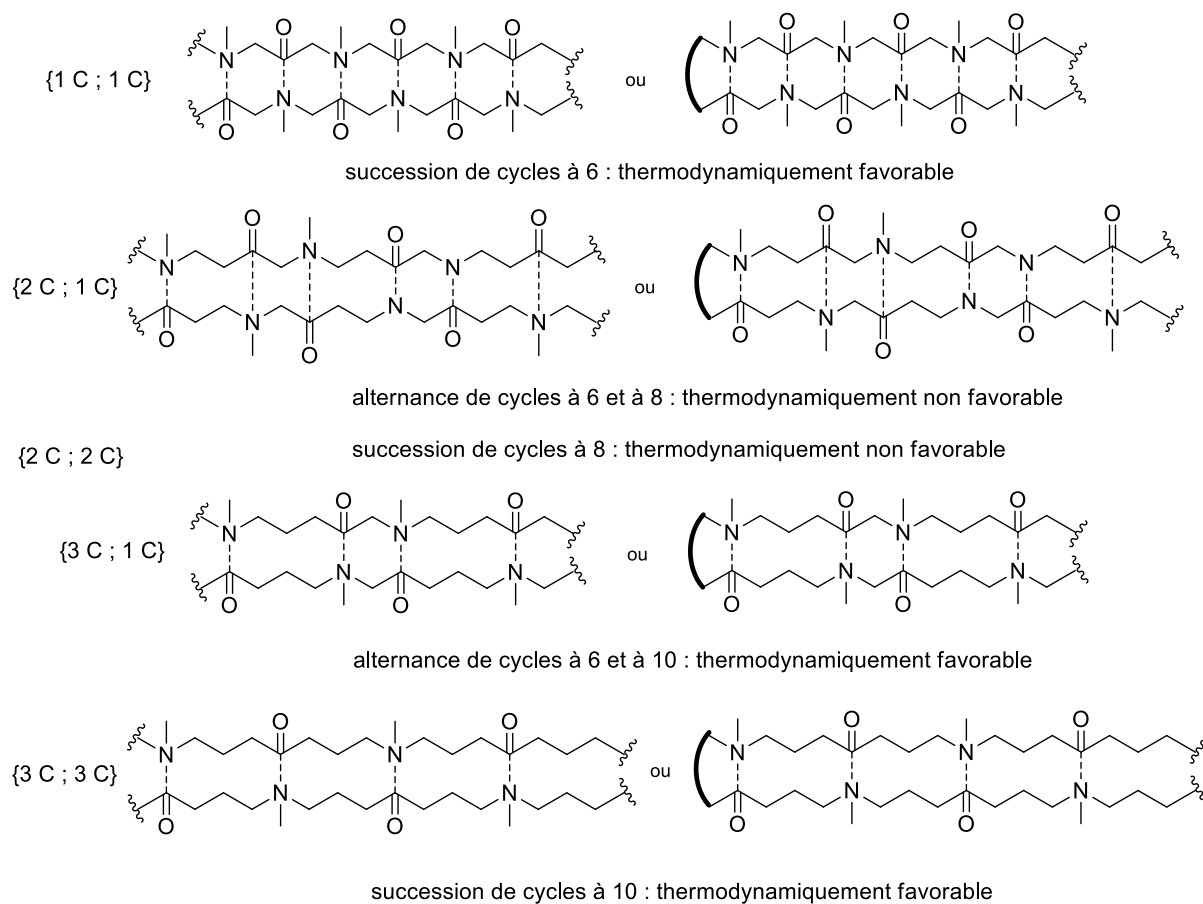 O O O O
N N N N
{1 C ; 1 C} ou
N N N N
O O O O
succession de cycles à 6 : thermodynamiquement favorable
O O O O O O
N N N N N N
{2 C ; 1 C} ou
N N N N N N
O O O O O O
alternance de cycles à 6 et à 8 : thermodynamiquement non favorable
{2 C ; 2 C} succession de cycles à 8 : thermodynamiquement non favorable
O O O O
N N N N
{3 C ; 1 C} ou
N N N N
O O O O
alternance de cycles à 6 et à 10 : thermodynamiquement favorable
O O O O
N N N N
{3 C ; 3 C} ou
N N N N
O O O O
succession de cycles à 10 : thermodynamiquement favorable